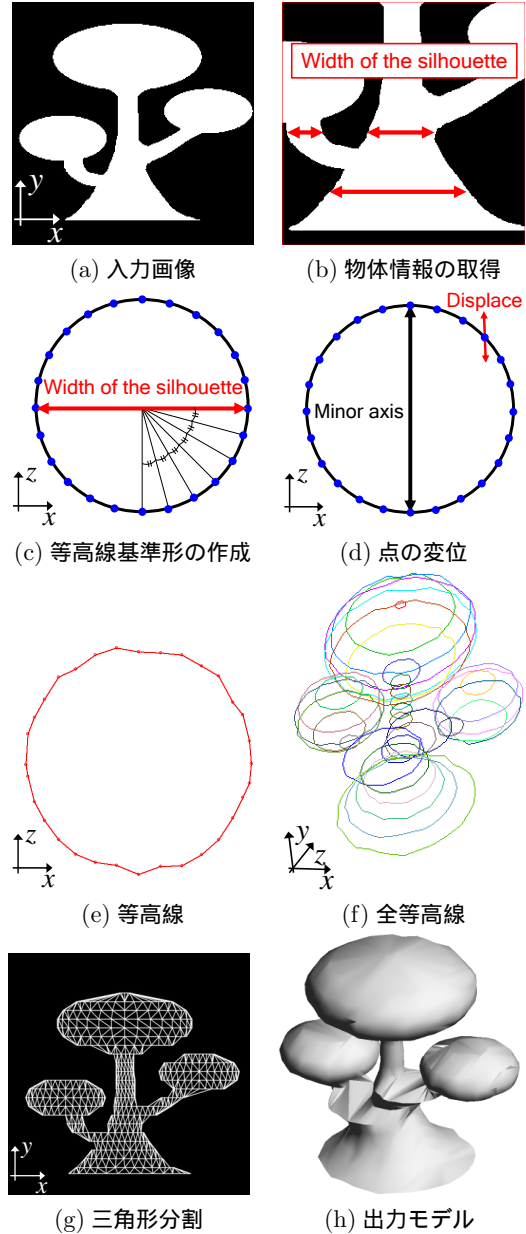 y
x
(a) 入力画像
Width of the silhouette
(b) 物体情報の取得
Width of the silhouette
z
x
(c) 等高線基準形の作成
Displace
Minor axis
z
x
(d) 点の変位
z
x
(e) 等高線
y
z
x
(f) 全等高線
y
x
(g) 三角形分割
(h) 出力モデル